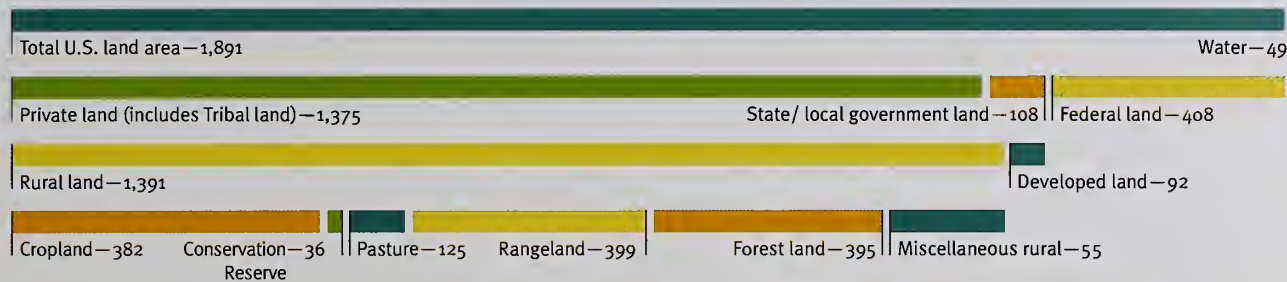 Total U.S. land area—1,891 Water—49
Private land (includes Tribal land)—1,375 State/ local government land—108 Federal land—408
Rural land—1,391 Developed land—92
Cropland—382 Conservation—36 Pasture—125 Rangeland—399 Forest land—395 Miscellaneous rural—55
Reserve